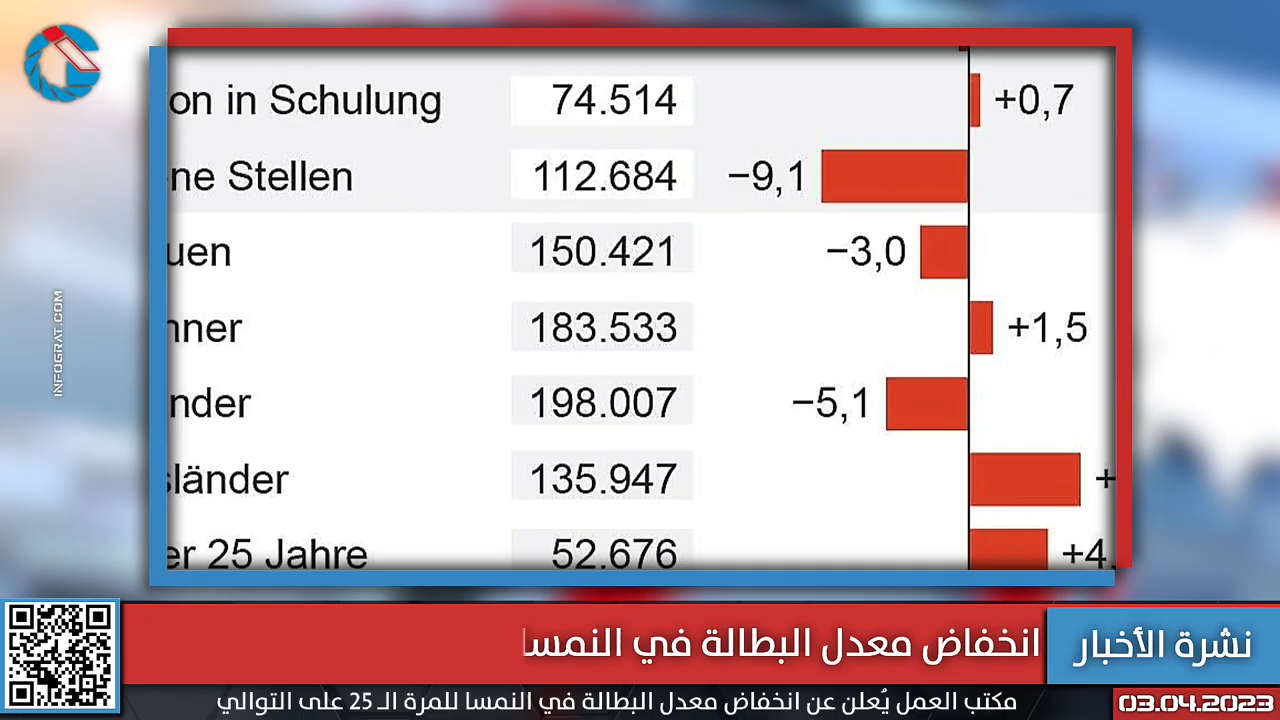 on in Schulung 74.514 +0,7
ne Stellen 112.684 −9,1
uen 150.421 −3,0
nner 183.533 +1,5
nder 198.007 −5,1
sländer 135.947 +
er 25 Jahre 52.676 +4
INFOGRAT.COM
نشرة الأخبار
انخفاض معدل البطالة في النمسا
مكتب العمل يُعلن عن انخفاض معدل البطالة في النمسا للمرة الـ 25 على التوالي
03.04.2023